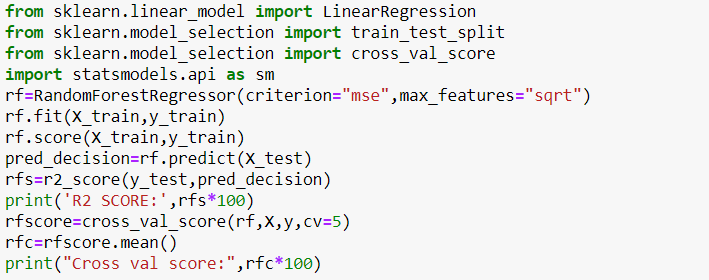 from sklearn.linear_model import LinearRegression
from sklearn.model_selection import train_test_split
from sklearn.model_selection import cross_val_score
import statsmodels.api as sm
rf=RandomForestRegressor(criterion="mse",max_features="sqrt")
rf.fit(X_train,y_train)
rf.score(X_train,y_train)
pred_decision=rf.predict(X_test)
rfs=r2_score(y_test,pred_decision)
print('R2 SCORE:',rfs*100)
rfscore=cross_val_score(rf,X,y,cv=5)
rfc=rfscore.mean()
print("Cross val score:",rfc*100)